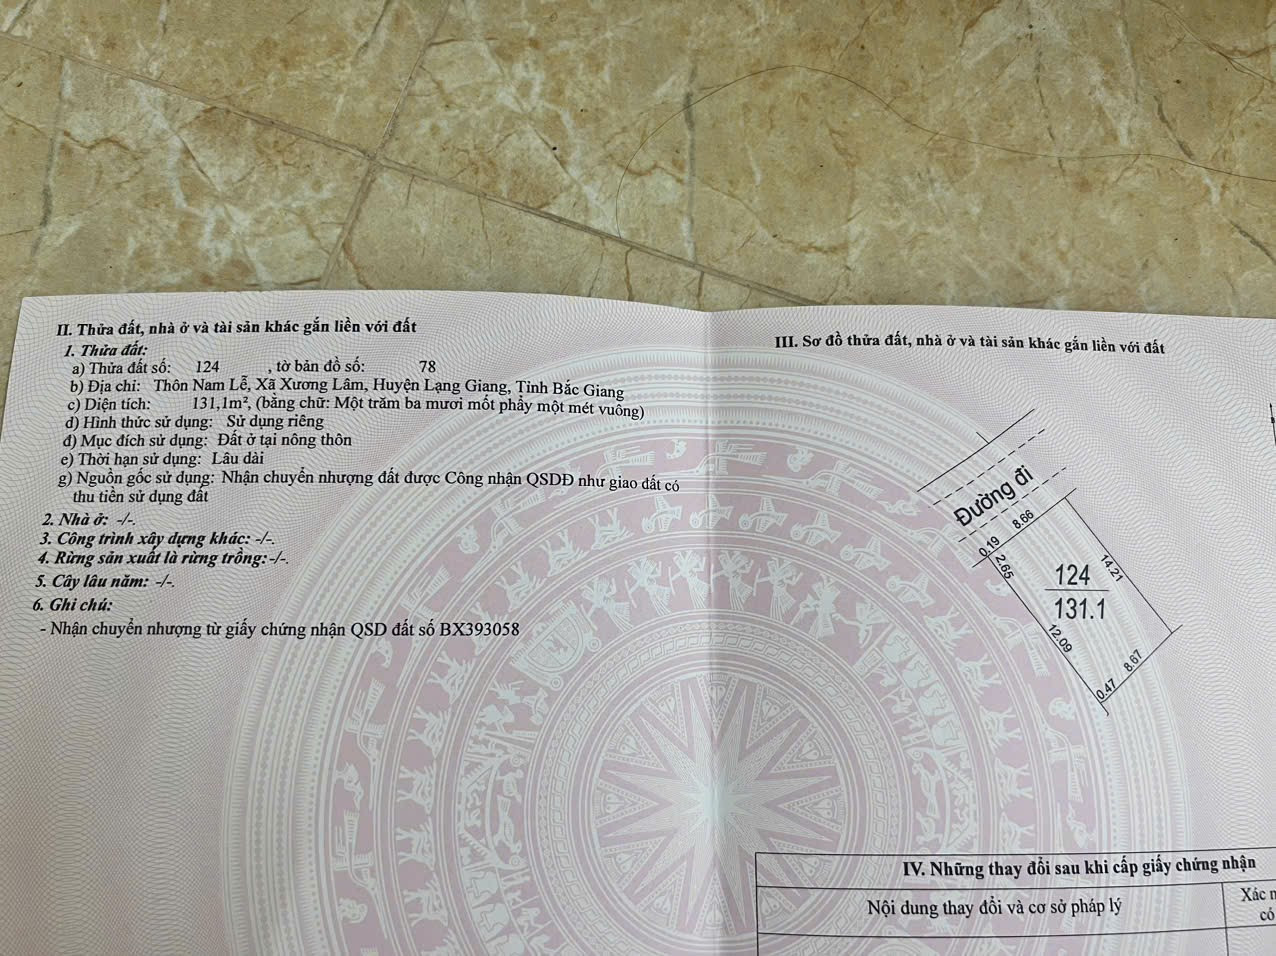 II. Thửa đất, nhà ở và tài sản khác gắn liền với đất
1. Thửa đất:
a) Thửa đất số: 124 , tờ bản đồ số: 78
b) Địa chỉ: Thôn Nam Lễ, Xã Xương Lâm, Huyện Lạng Giang, Tỉnh Bắc Giang
c) Diện tích: 131,1m², (bằng chữ: Một trăm ba mươi mốt phẩy một mét vuông)
d) Hình thức sử dụng: Sử dụng riêng
đ) Mục đích sử dụng: Đất ở tại nông thôn
e) Thời hạn sử dụng: Lâu dài
g) Nguồn gốc sử dụng: Nhận chuyển nhượng đất được Công nhận QSDĐ như giao đất có
thu tiền sử dụng đất
2. Nhà ở: -/-.
3. Công trình xây dựng khác: -/-.
4. Rừng sản xuất là rừng trồng: -/-.
5. Cây lâu năm: -/-.
6. Ghi chú:
- Nhận chuyển nhượng từ giấy chứng nhận QSD đất số BX393058
III. Sơ đồ thửa đất, nhà ở và tài sản khác gắn liền với đất
Đường đi
0.19 8.66
2.65
14.21
124
131.1
12.09
8.67
0.47
IV. Những thay đổi sau khi cấp giấy chứng nhận
Nội dung thay đổi và cơ sở pháp lý
Xác
có